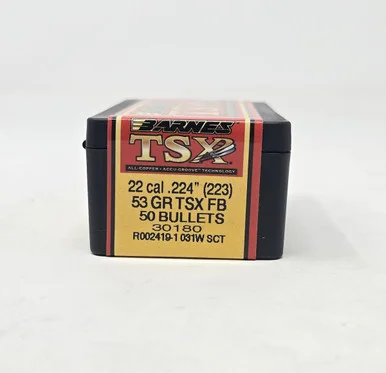 BARNES
TSX
ALL-COPPER • ACCU-GROOVE™ TECHNOLOGY
22 cal .224" (223)
53 GR TSX FB
50 BULLETS
30180
R002419-1 031W SCT